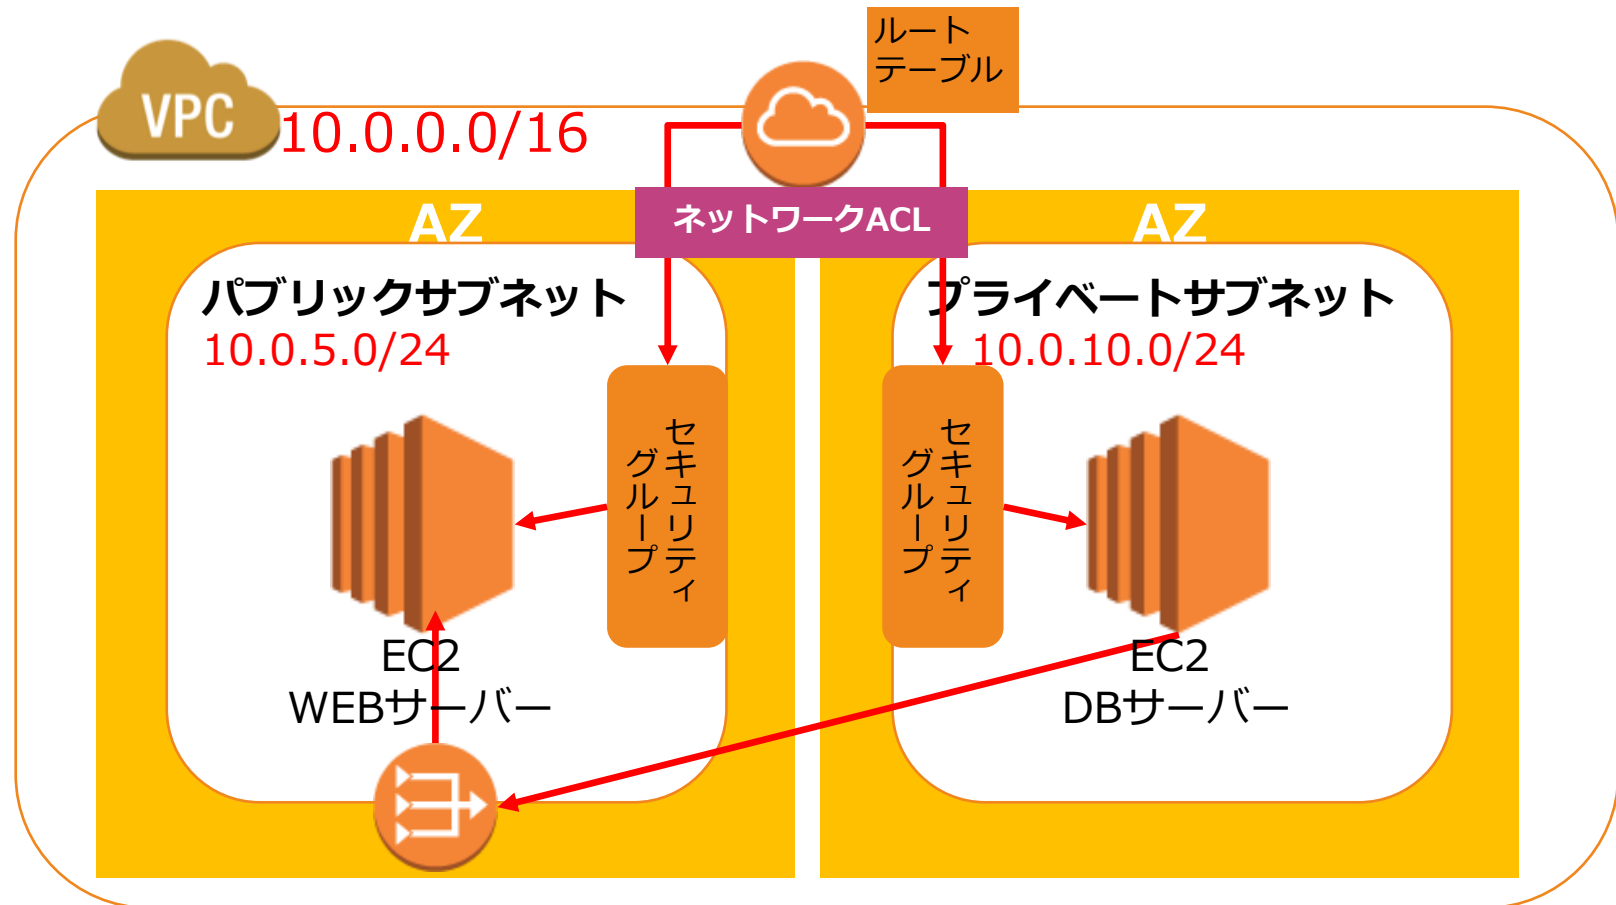 ルート
テーブル
VPC
10.0.0.0/16
ネットワークACL
AZ
パブリックサブネット
10.0.5.0/24
セキュリティ
グループ
EC2
WEBサーバー
AZ
プライベートサブネット
10.0.10.0/24
セキュリティ
グループ
EC2
DBサーバー